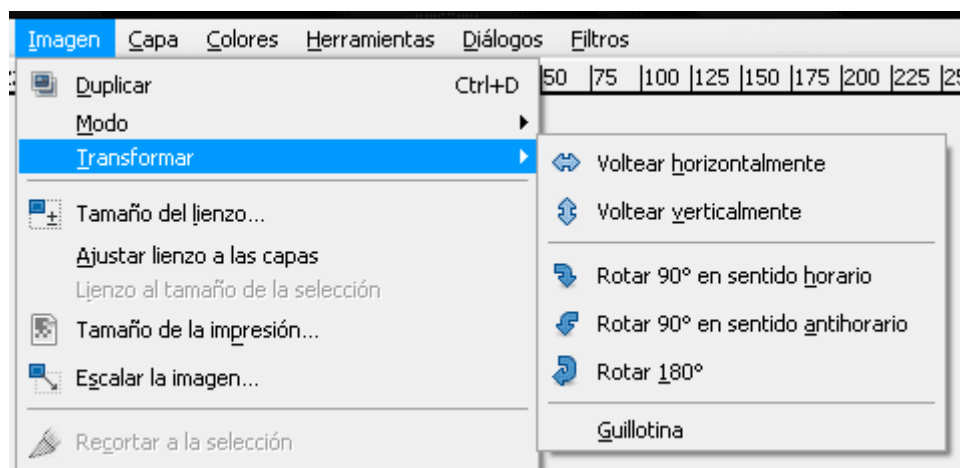 Imagen Capa Colores Herramientas Diálogos Filtros
50 75 100 125 150 175 200 225
Duplicar Ctrl+D
Modo
Transformar
Voltear horizontalmente
Voltear verticalmente
Rotar 90° en sentido horario
Rotar 90° en sentido antihorario
Rotar 180°
Guillotina
Tamaño del lienzo...
Ajustar lienzo a las capas
Lienzo al tamaño de la selección
Tamaño de la impresión...
Escalar la imagen...
Recortar a la selección